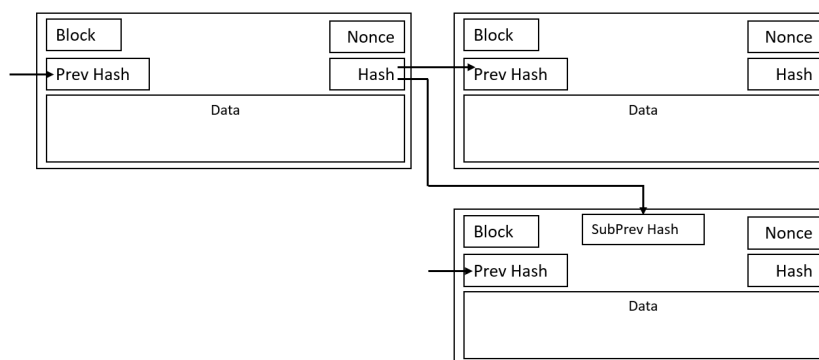 Block
Nonce
Prev Hash
Hash
Data
Block
Nonce
Prev Hash
Hash
Data
Block
SubPrev Hash
Nonce
Prev Hash
Hash
Data